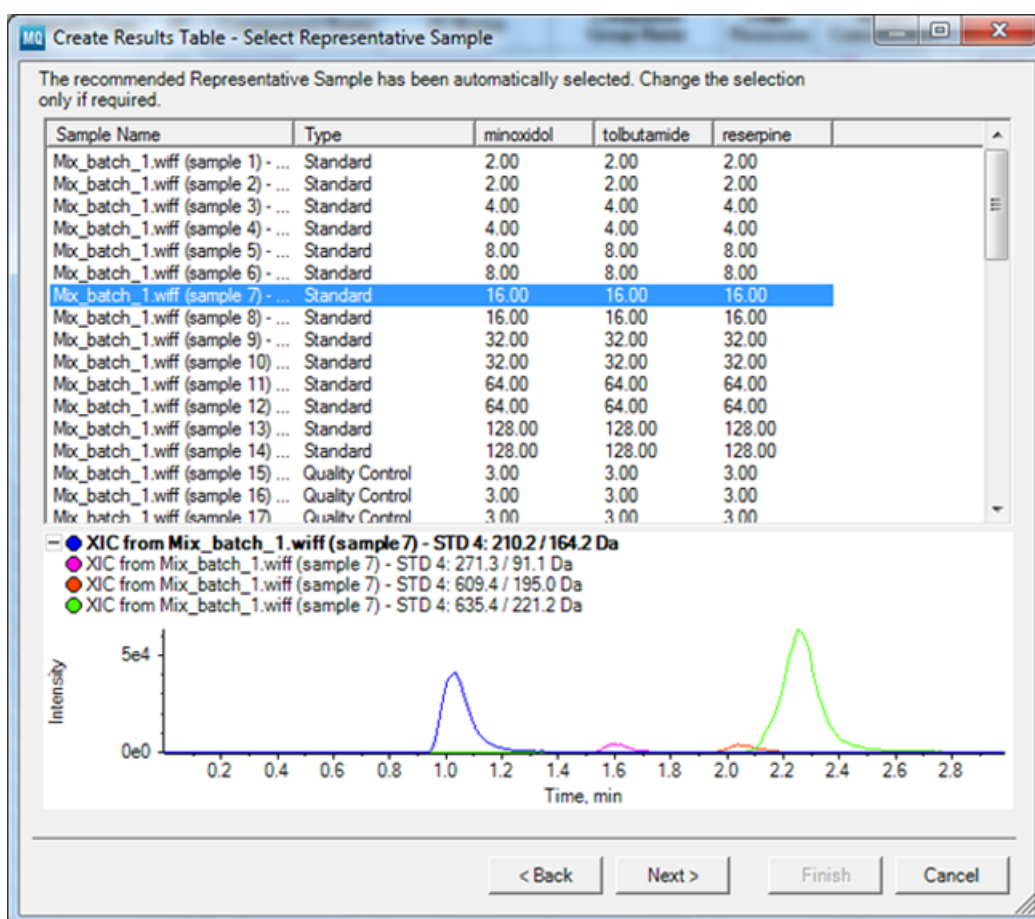 MQ Create Results Table - Select Representative Sample
The recommended Representative Sample has been automatically selected. Change the selection
only if required.
Sample Name Type minoxidol tolbutamide reserpine
Mix_batch_1.wiff (sample 1) - ... Standard 2.00 2.00 2.00
Mix_batch_1.wiff (sample 2) - ... Standard 2.00 2.00 2.00
Mix_batch_1.wiff (sample 3) - ... Standard 4.00 4.00 4.00
Mix_batch_1.wiff (sample 4) - ... Standard 4.00 4.00 4.00
Mix_batch_1.wiff (sample 5) - ... Standard 8.00 8.00 8.00
Mix_batch_1.wiff (sample 6) - ... Standard 8.00 8.00 8.00
Mix_batch_1.wiff (sample 7) - ... Standard 16.00 16.00 16.00
Mix_batch_1.wiff (sample 8) - ... Standard 16.00 16.00 16.00
Mix_batch_1.wiff (sample 9) - ... Standard 32.00 32.00 32.00
Mix_batch_1.wiff (sample 10) ... Standard 32.00 32.00 32.00
Mix_batch_1.wiff (sample 11) ... Standard 64.00 64.00 64.00
Mix_batch_1.wiff (sample 12) ... Standard 64.00 64.00 64.00
Mix_batch_1.wiff (sample 13) ... Standard 128.00 128.00 128.00
Mix_batch_1.wiff (sample 14) ... Standard 128.00 128.00 128.00
Mix_batch_1.wiff (sample 15) ... Quality Control 3.00 3.00 3.00
Mix_batch_1.wiff (sample 16) ... Quality Control 3.00 3.00 3.00
Mix_batch_1.wiff (sample 17) Quality Control 3.00 3.00 3.00
XIC from Mix_batch_1.wiff (sample 7) - STD 4: 210.2 / 164.2 Da
XIC from Mix_batch_1.wiff (sample 7) - STD 4: 271.3 / 91.1 Da
XIC from Mix_batch_1.wiff (sample 7) - STD 4: 609.4 / 195.0 Da
XIC from Mix_batch_1.wiff (sample 7) - STD 4: 635.4 / 221.2 Da
Intensity
5e4
0e0
0.2 0.4 0.6 0.8 1.0 1.2 1.4 1.6 1.8 2.0 2.2 2.4 2.6 2.8
Time, min
< Back Next > Finish Cancel